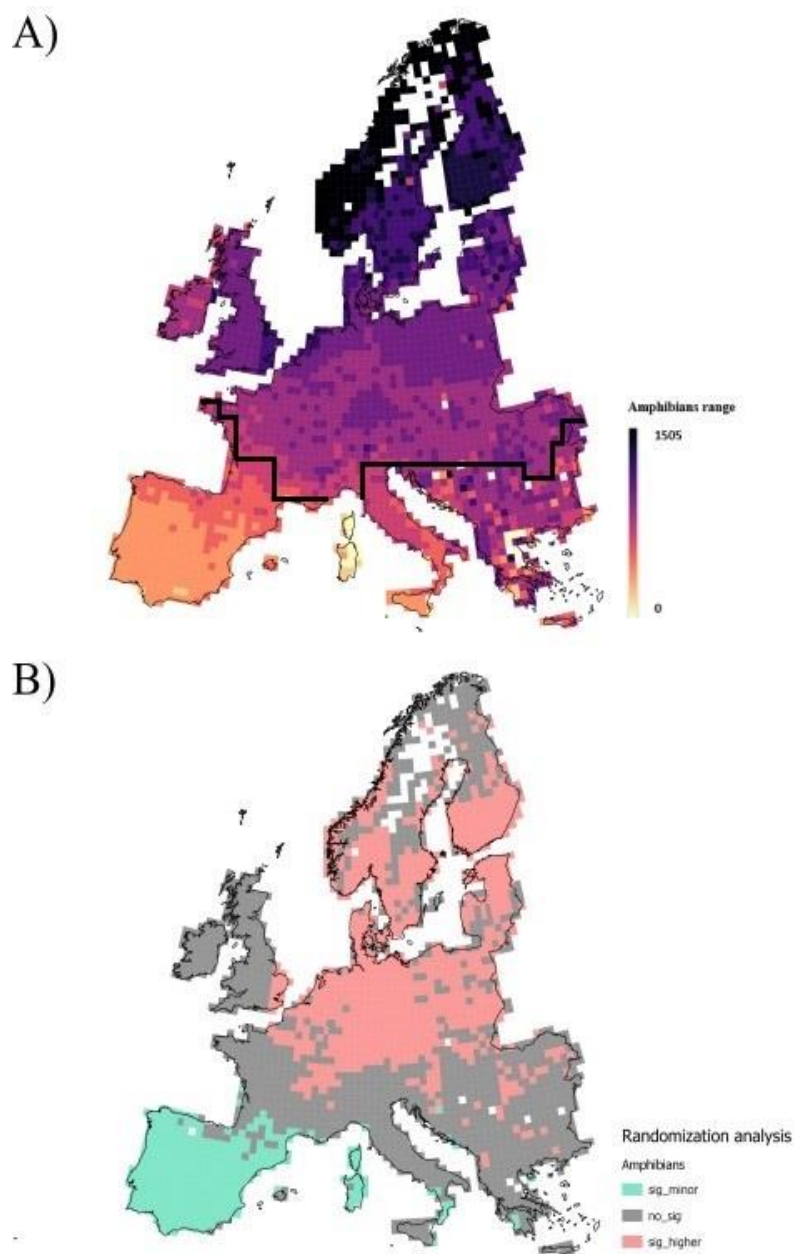 A)
Amphibians range
1505
0
B)
Randomization analysis
Amphibians
sig_minor
no_sig
sig_higher